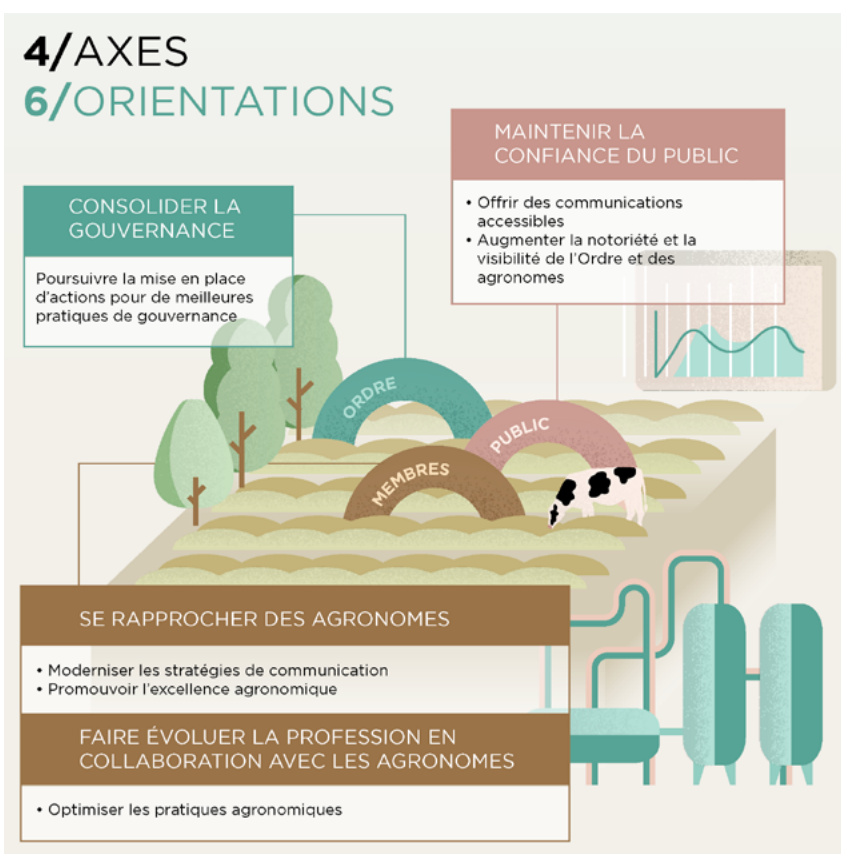 4/AXES
6/ORIENTATIONS
MAINTENIR LA
CONFIANCE DU PUBLIC
• Offrir des communications
accessibles
• Augmenter la notoriété et la
visibilité de l'Ordre et des
agronomes
CONSOLIDER LA
GOUVERNANCE
Poursuivre la mise en place
d'actions pour de meilleures
pratiques de gouvernance
ORDRE
PUBLIC
MEMBRES
SE RAPPROCHER DES AGRONOMES
• Moderniser les stratégies de communication
• Promouvoir l'excellence agronomique
FAIRE ÉVOLUER LA PROFESSION EN
COLLABORATION AVEC LES AGRONOMES
• Optimiser les pratiques agronomiques